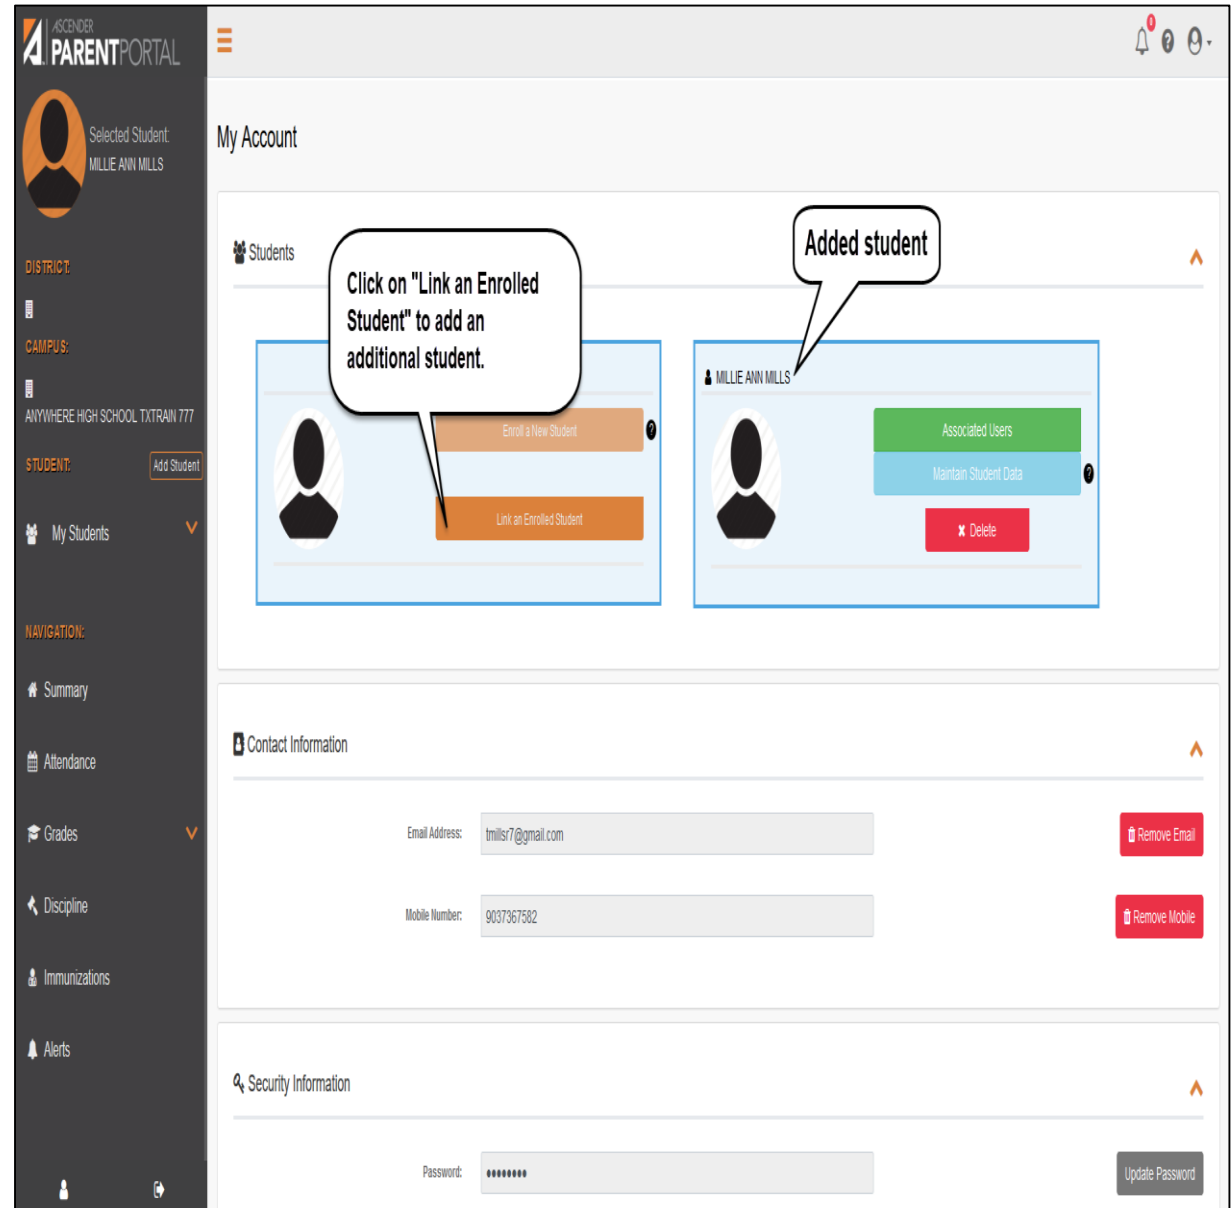 ASCENDER
PARENTPORTAL
0
Selected Student:
MILLIE ANN MILLS
DISTRICT:
CAMPUS:
ANYWHERE HIGH SCHOOL TXTRAIN 777
STUDENT:
Add Student
My Students
NAVIGATION:
Summary
Attendance
Grades
Discipline
Immunizations
Alerts
My Account
Students
Click on "Link an Enrolled
Student" to add an
additional student.
Added student
Enroll a New Student
Link an Enrolled Student
MILLIE ANN MILLS
Associated Users
Maintain Student Data
Delete
Contact Information
Email Address:
tmillsr7@gmail.com
Remove Email
Mobile Number:
9037367582
Remove Mobile
Security Information
Password:
••••••••
Update Password